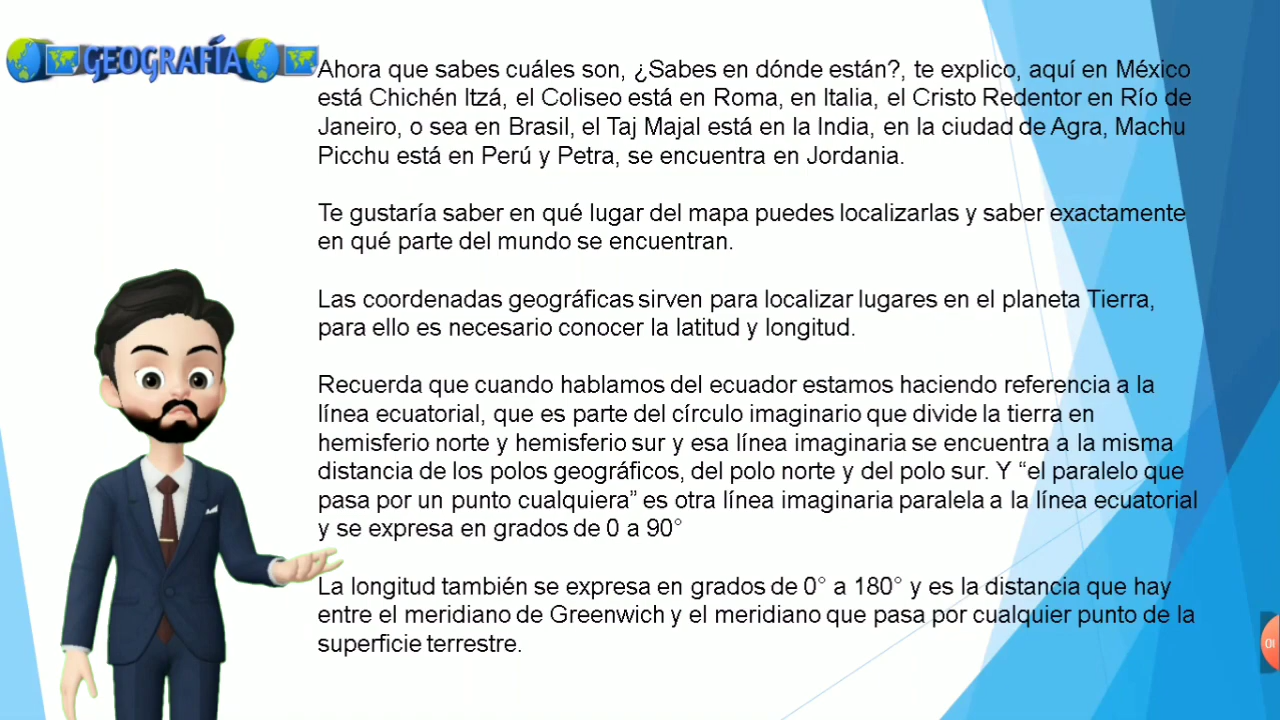 GEOGRAFÍA
Ahora que sabes cuáles son, ¿Sabes en dónde están?, te explico, aquí en México
está Chichén Itzá, el Coliseo está en Roma, en Italia, el Cristo Redentor en Río de
Janeiro, o sea en Brasil, el Taj Majal está en la India, en la ciudad de Agra, Machu
Picchu está en Perú y Petra, se encuentra en Jordania.
Te gustaría saber en qué lugar del mapa puedes localizarlas y saber exactamente
en qué parte del mundo se encuentran.
Las coordenadas geográficas sirven para localizar lugares en el planeta Tierra,
para ello es necesario conocer la latitud y longitud.
Recuerda que cuando hablamos del ecuador estamos haciendo referencia a la
línea ecuatorial, que es parte del círculo imaginario que divide la tierra en
hemisferio norte y hemisferio sur y esa línea imaginaria se encuentra a la misma
distancia de los polos geográficos, del polo norte y del polo sur. Y “el paralelo que
pasa por un punto cualquiera” es otra línea imaginaria paralela a la línea ecuatorial
y se expresa en grados de 0 a 90°
La longitud también se expresa en grados de 0° a 180° y es la distancia que hay
entre el meridiano de Greenwich y el meridiano que pasa por cualquier punto de la
superficie terrestre.